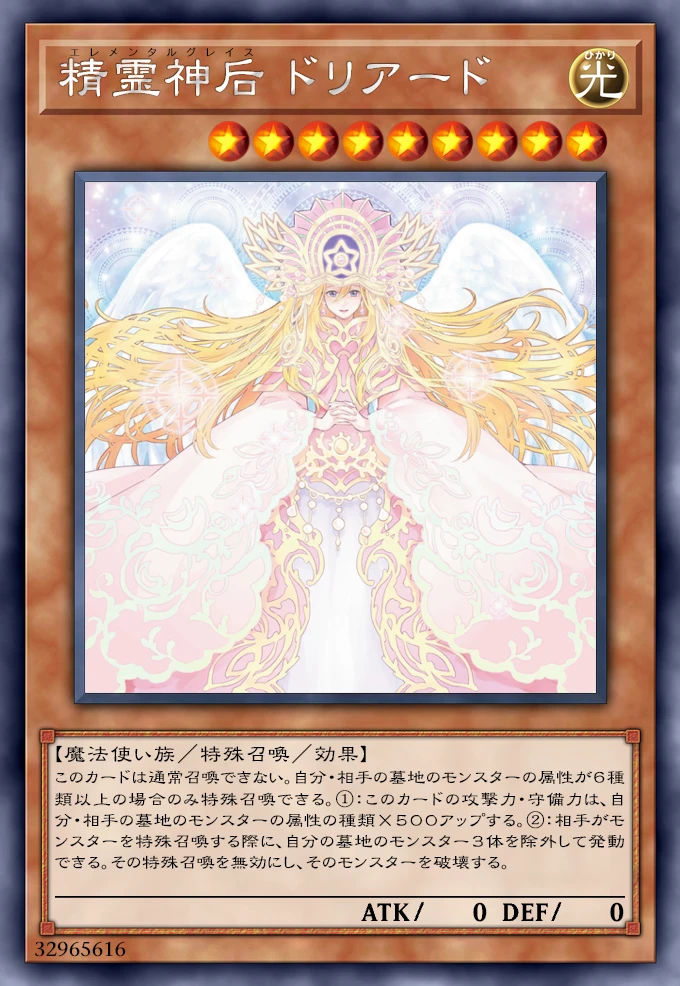 エレメンタルグレイス
精霊神后 ドリアード
ひかり
光
【魔法使い族／特殊召喚／効果】
このカードは通常召喚できない。自分・相手の墓地のモンスターの属性が６種
類以上の場合のみ特殊召喚できる。①：このカードの攻撃力・守備力は、自
分・相手の墓地のモンスターの属性の種類×５００アップする。②：相手がモ
ンスターを特殊召喚する際に、自分の墓地のモンスター３体を除外して発動
できる。その特殊召喚を無効にし、そのモンスターを破壊する。
ATK/ 0 DEF/ 0
32965616